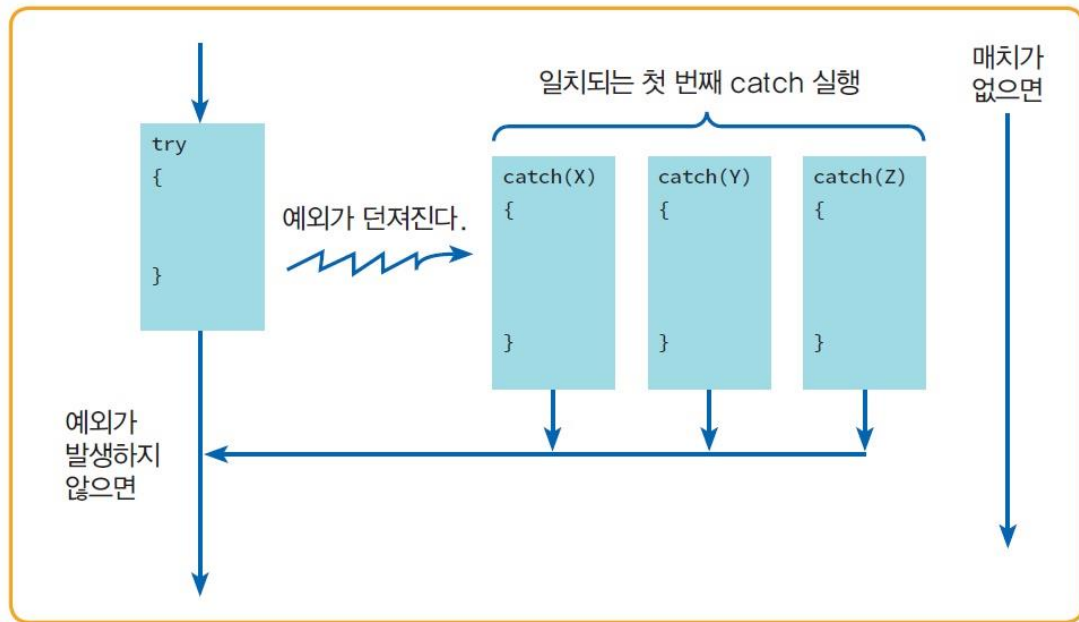 try
{
}
예외가 던져진다.
일치되는 첫 번째 catch 실행
catch(X)
{
}
catch(Y)
{
}
catch(Z)
{
}
매치가
없으면
예외가
발생하지
않으면